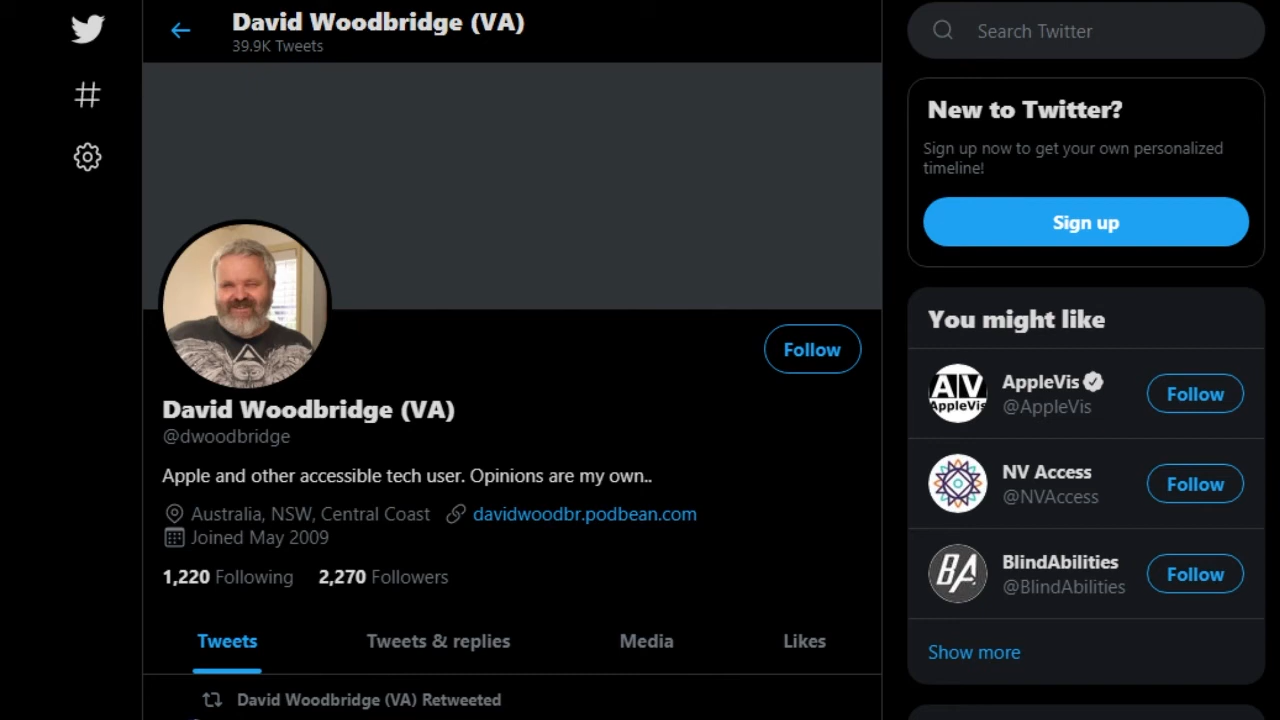 David Woodbridge (VA)
39.9K Tweets
Follow
David Woodbridge (VA)
@dwoodbridge
Apple and other accessible tech user. Opinions are my own..
Australia, NSW, Central Coast davidwoodbr.podbean.com
Joined May 2009
1,220 Following 2,270 Followers
Tweets Tweets & replies Media Likes
David Woodbridge (VA) Retweeted
Search Twitter
New to Twitter?
Sign up now to get your own personalized
timeline!
Sign up
You might like
AV
AppleVis
AppleVis
@AppleVis
Follow
NV Access
@NVAccess
Follow
BA
BlindAbilities
@BlindAbilities
Follow
Show more